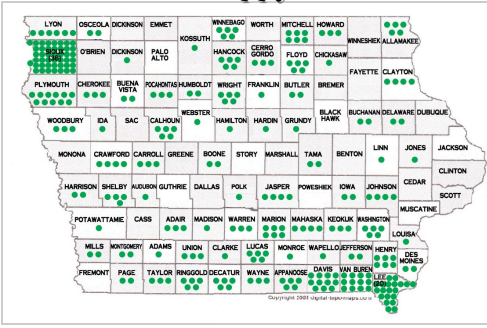 LYON OSCEOLA DICKINSON EMMET WINNEBAGO WORTH MITCHELL HOWARD WINNESHIEK ALLAMAKEE
KOSSUTH
SIOUX O'BRIEN DICKINSON PALO ALTO HANCOCK CERRO GORDO FLOYD CHICKASAW
(36)
FAYETTE CLAYTON
PLYMOUTH CHEROKEE BUENA VISTA POCAHONTAS HUMBOLDT WRIGHT FRANKLIN BUTLER BREMER
WEBSTER BLACK HAWK BUCHANAN DELAWARE DUBUQUE
WOODBURY IDA SAC CALHOUN HAMILTON HARDIN GRUNDY
MONONA CRAWFORD CARROLL GREENE BOONE STORY MARSHALL TAMA BENTON LINN JONES JACKSON
CLINTON
CEDAR
HARRISON SHELBY AUDUBON GUTHRIE DALLAS POLK JASPER POWESHIEK IOWA JOHNSON SCOTT
MUSCATINE
POTAWATTAMIE CASS ADAIR MADISON WARREN MARION MAHASKA KEOKUK WASHINGTON
LOUISA
MILLS MONTGOMERY ADAMS UNION CLARKE LUCAS MONROE WAPELLO JEFFERSON HENRY
DES MOINES
FREMONT PAGE TAYLOR RINGGOLD DECATUR WAYNE APPANOOSE DAVIS VAN BUREN LEE
(20)
©copyright 2001 digital-topo-maps.com